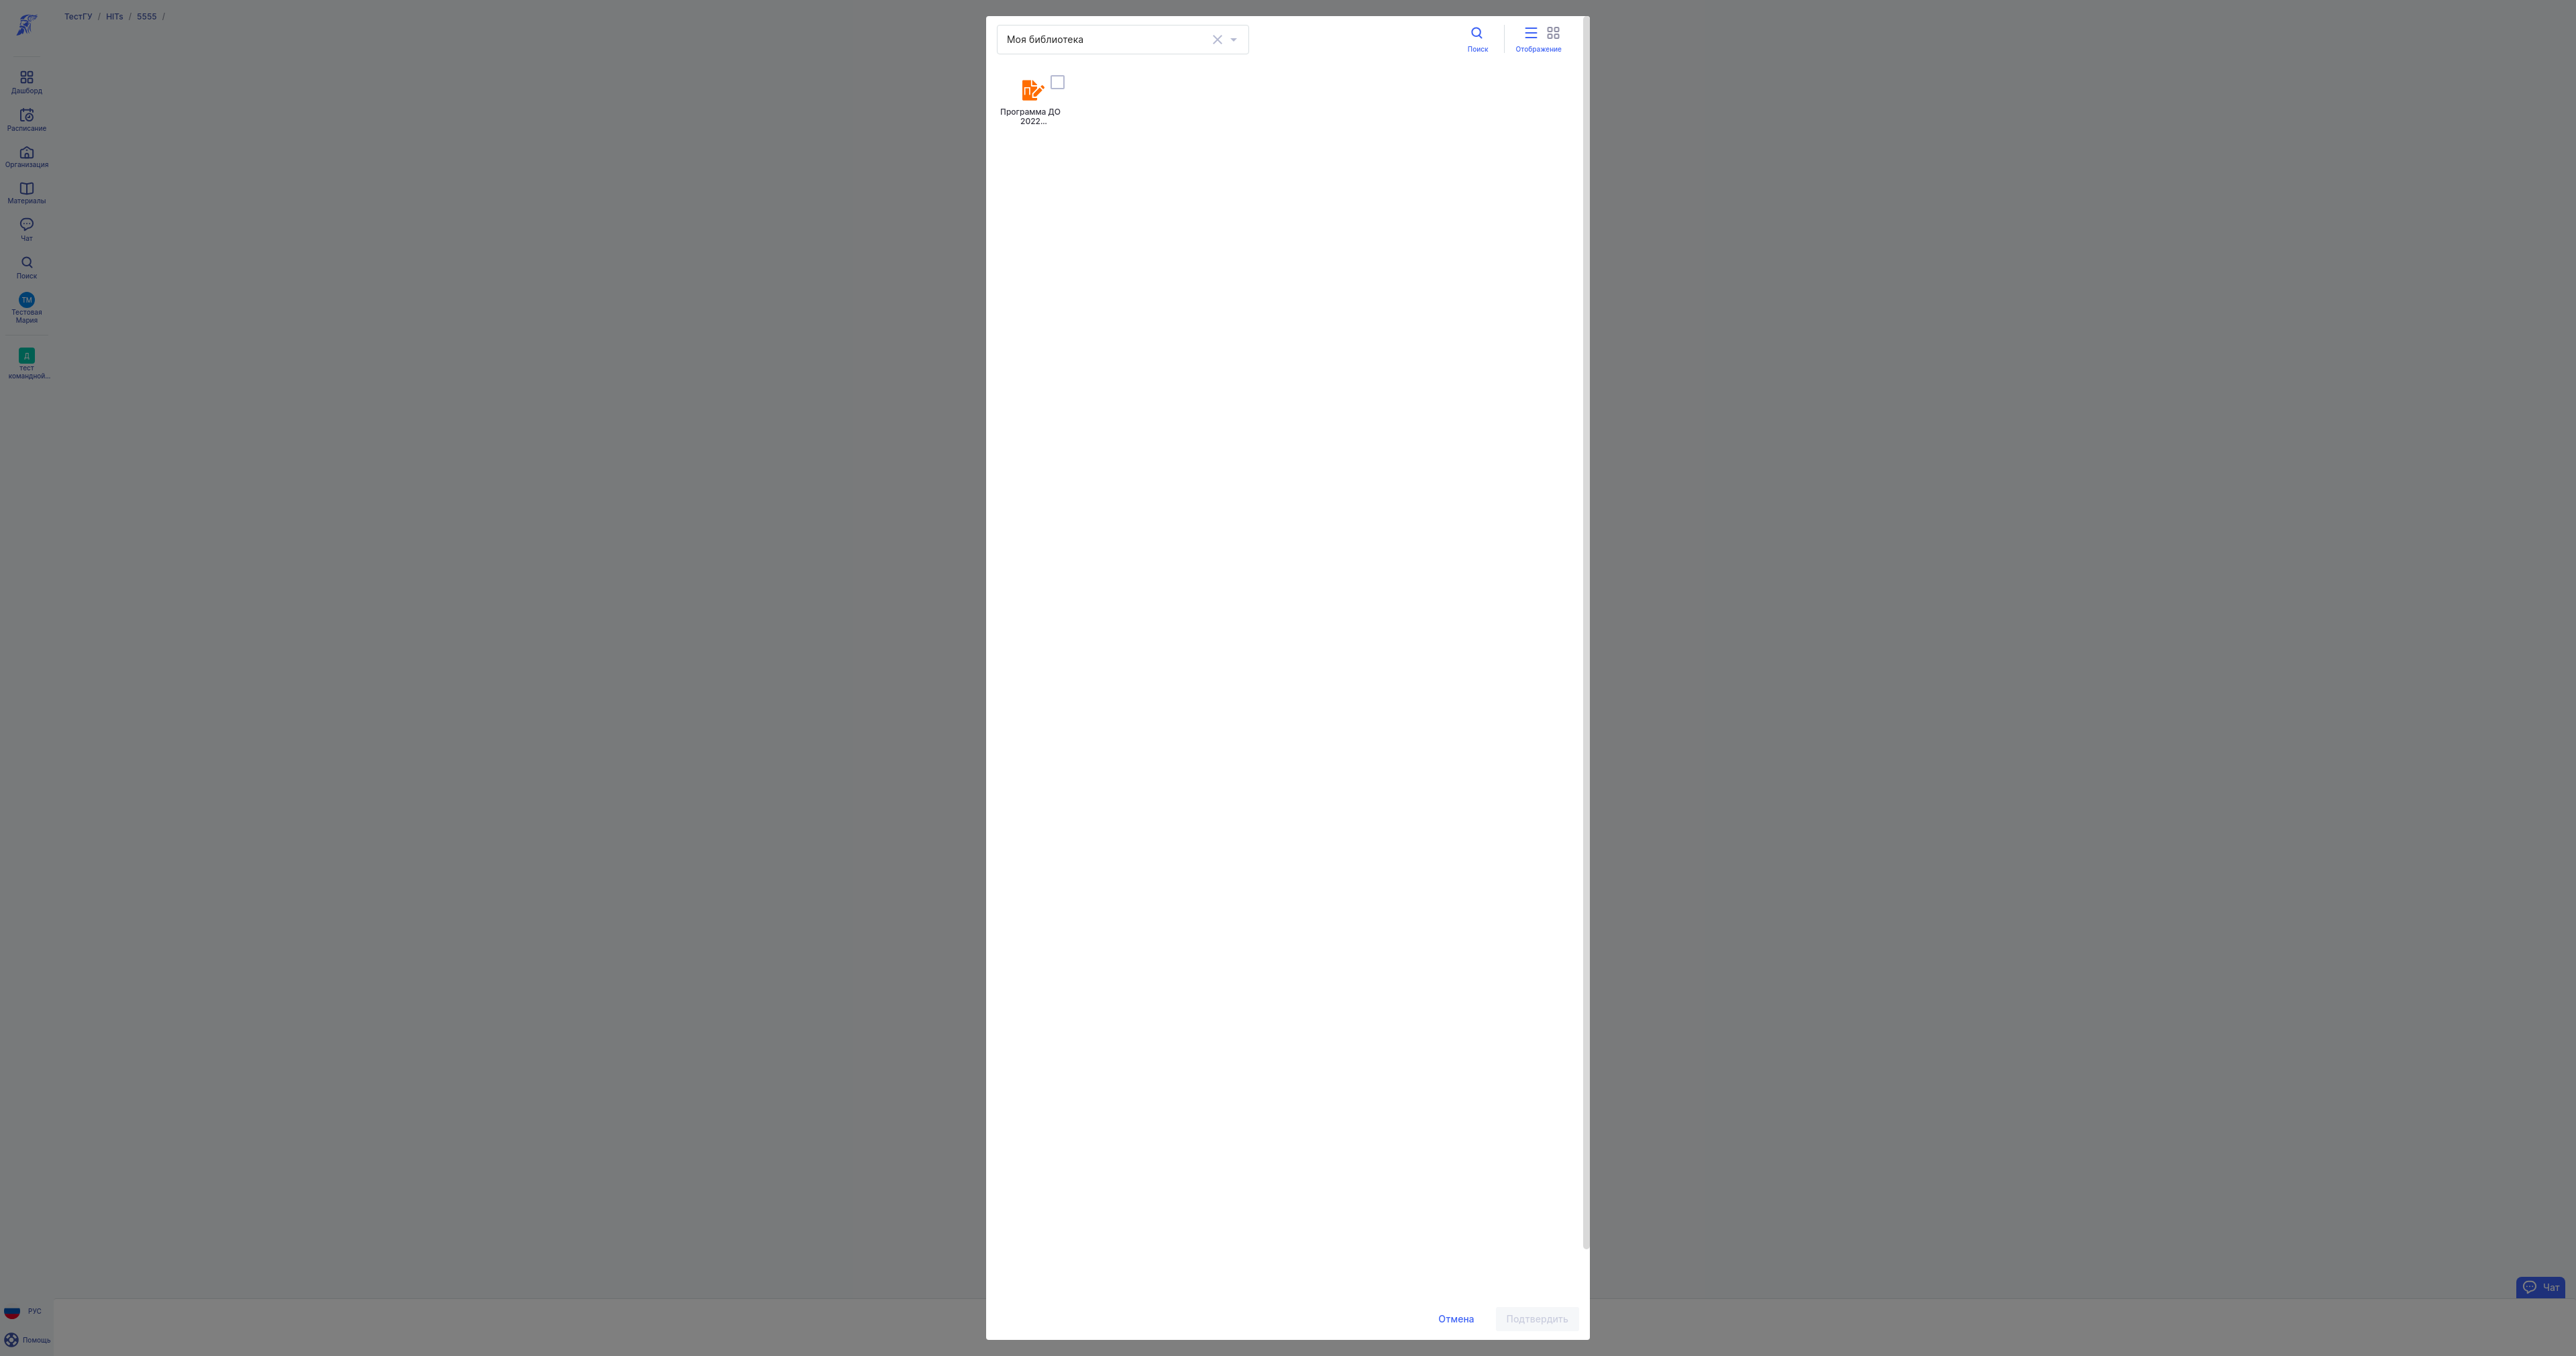 ТестГУ / HITs / 5555 /
Дашборд
Расписание
Организация
Материалы
Чат
Поиск
ТМ
Тестовая
Мария
Д
тест
командной...
РУС
Помощь
Моя библиотека
Поиск
Отображение
П
Программа ДО
2022...
Отмена
Подтвердить
Чат